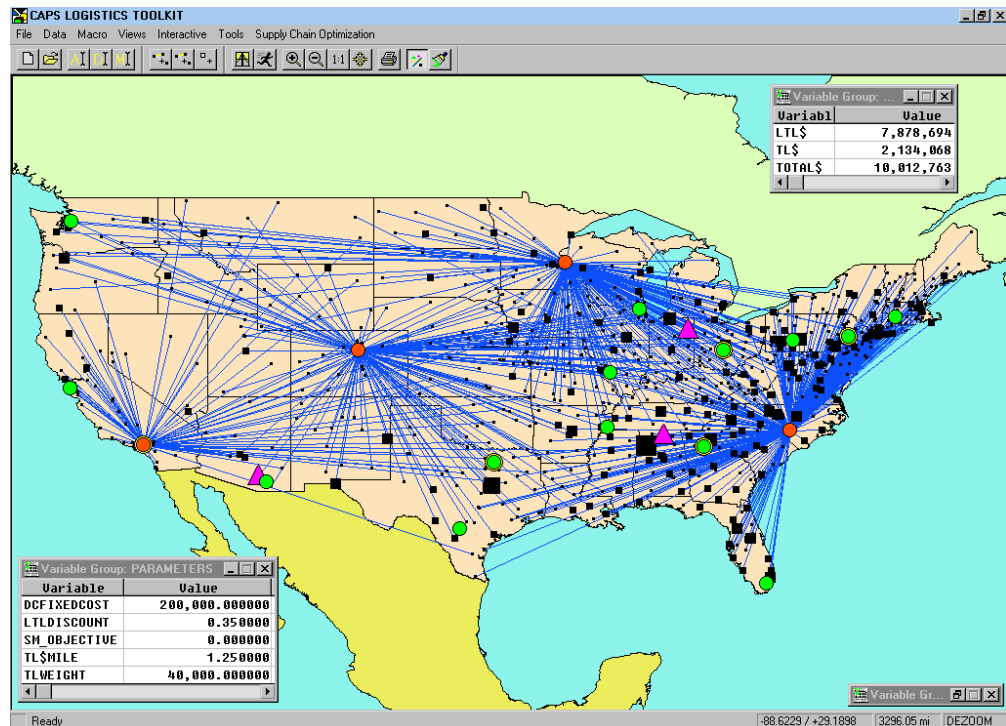 CAPS LOGISTICS TOOLKIT
File Data Macro Views Interactive Tools Supply Chain Optimization
A D M 1:1
Variable Group: ...
Variabl Value
LTL$ 7,878,694
TL$ 2,134,068
TOTAL$ 10,012,763
Variable Group: PARAMETERS
Variable Value
DCFIXEDCOST 200,000.000000
LTLDISCOUNT 0.350000
SM_OBJECTIVE 0.000000
TL$MILE 1.250000
TLWEIGHT 40,000.000000
Variable Gr...
Ready -88.6229 / +29.1898 3296.05 mi DEZOOM